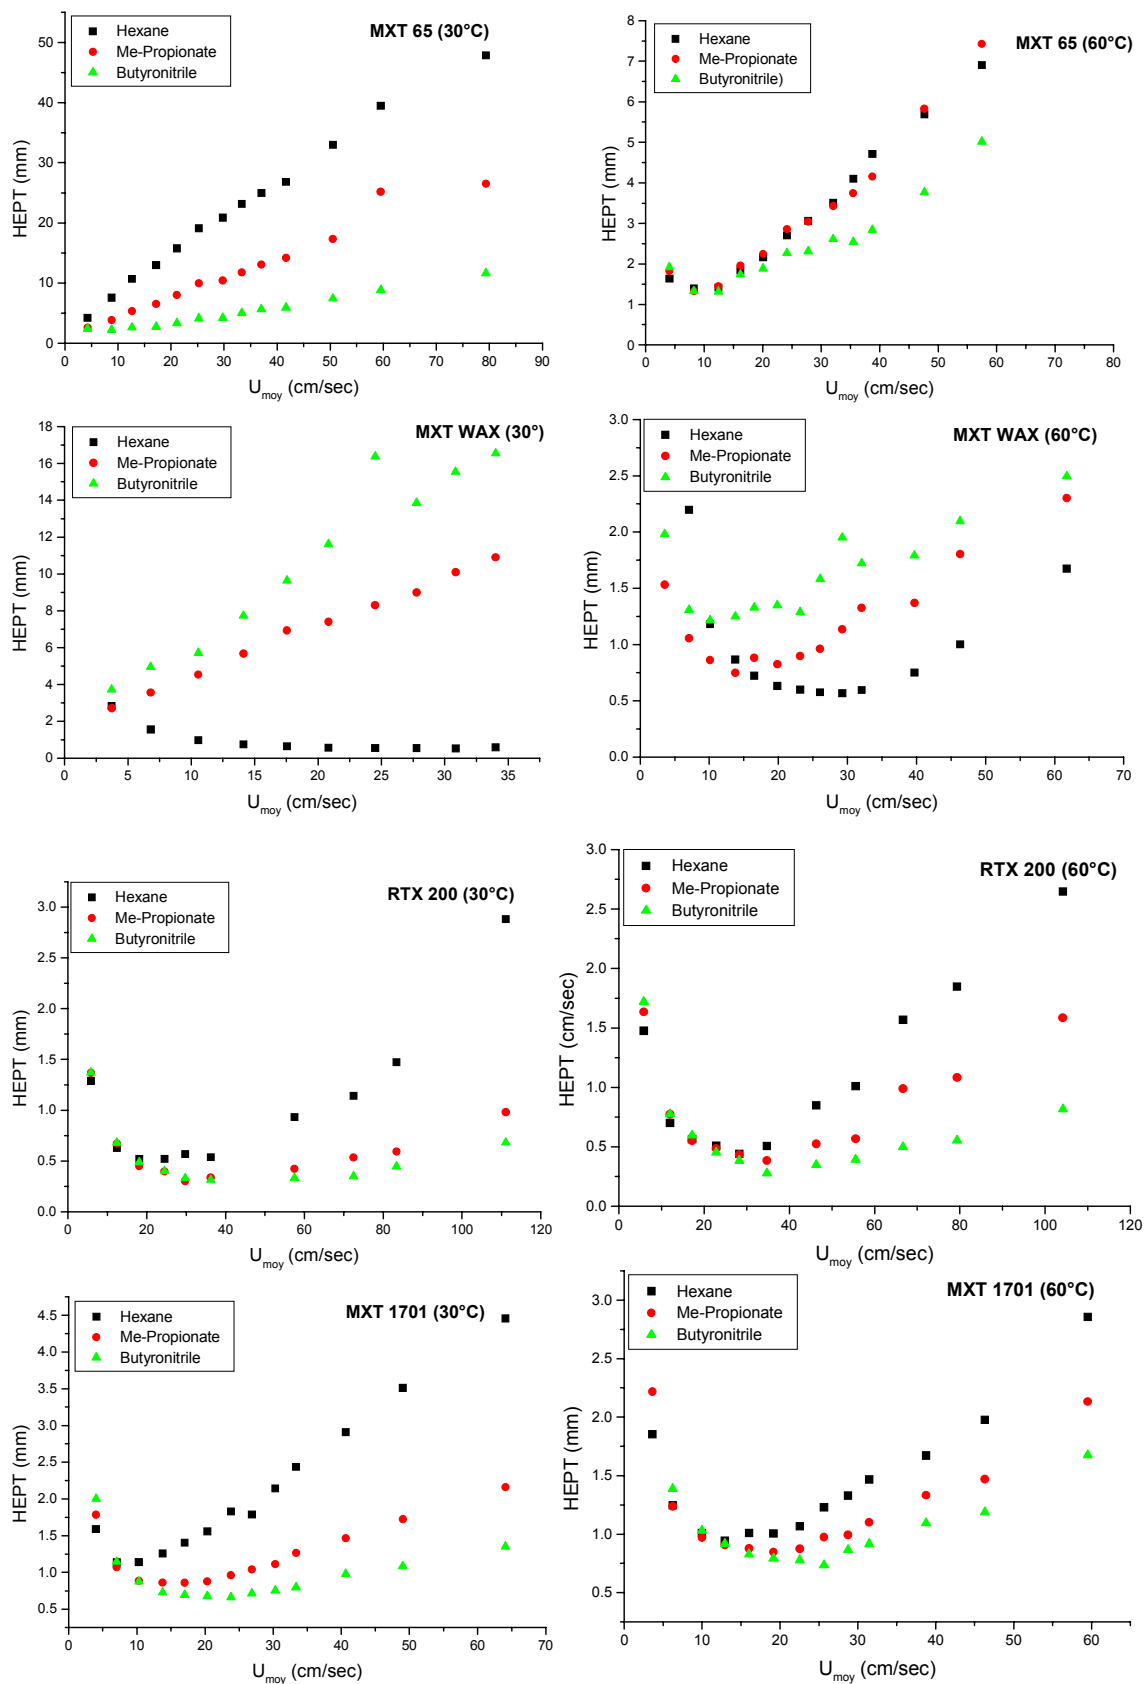 MXT 65 (30°C)
Hexane
Me-Propionate
Butyronitrile
HEPT (mm)
0
10
20
30
40
50
0 10 20 30 40 50 60 70 80 90
U moy (cm/sec)
MXT 65 (60°C)
Hexane
Me-Propionate
Butyronitrile)
HEPT (mm)
0
1
2
3
4
5
6
7
8
0 10 20 30 40 50 60 70 80
U moy (cm/sec)
MXT WAX (30°)
Hexane
Me-Propionate
Butyronitrile
HEPT (mm)
0
2
4
6
8
10
12
14
16
18
0 5 10 15 20 25 30 35
U moy (cm/sec)
MXT WAX (60°C)
Hexane
Me-Propionate
Butyronitrile
HEPT (mm)
0.0
0.5
1.0
1.5
2.0
2.5
3.0
0 10 20 30 40 50 60 70
U moy (cm/sec)
RTX 200 (30°C)
Hexane
Me-Propionate
Butyronitrile
HEPT (mm)
0.0
0.5
1.0
1.5
2.0
2.5
3.0
0 20 40 60 80 100 120
U moy (cm/sec)
RTX 200 (60°C)
Hexane
Me-Propionate
Butyronitrile
HEPT (cm/sec)
0.0
0.5
1.0
1.5
2.0
2.5
3.0
0 20 40 60 80 100 120
U moy (cm/sec)
MXT 1701 (30°C)
Hexane
Me-Propionate
Butyronitrile
HEPT (mm)
0.5
1.0
1.5
2.0
2.5
3.0
3.5
4.0
4.5
0 10 20 30 40 50 60 70
U moy (cm/sec)
MXT 1701 (60°C)
Hexane
Me-Propionate
Butyronitrile
HEPT (mm)
0.5
1.0
1.5
2.0
2.5
3.0
0 10 20 30 40 50 60
U moy (cm/sec)